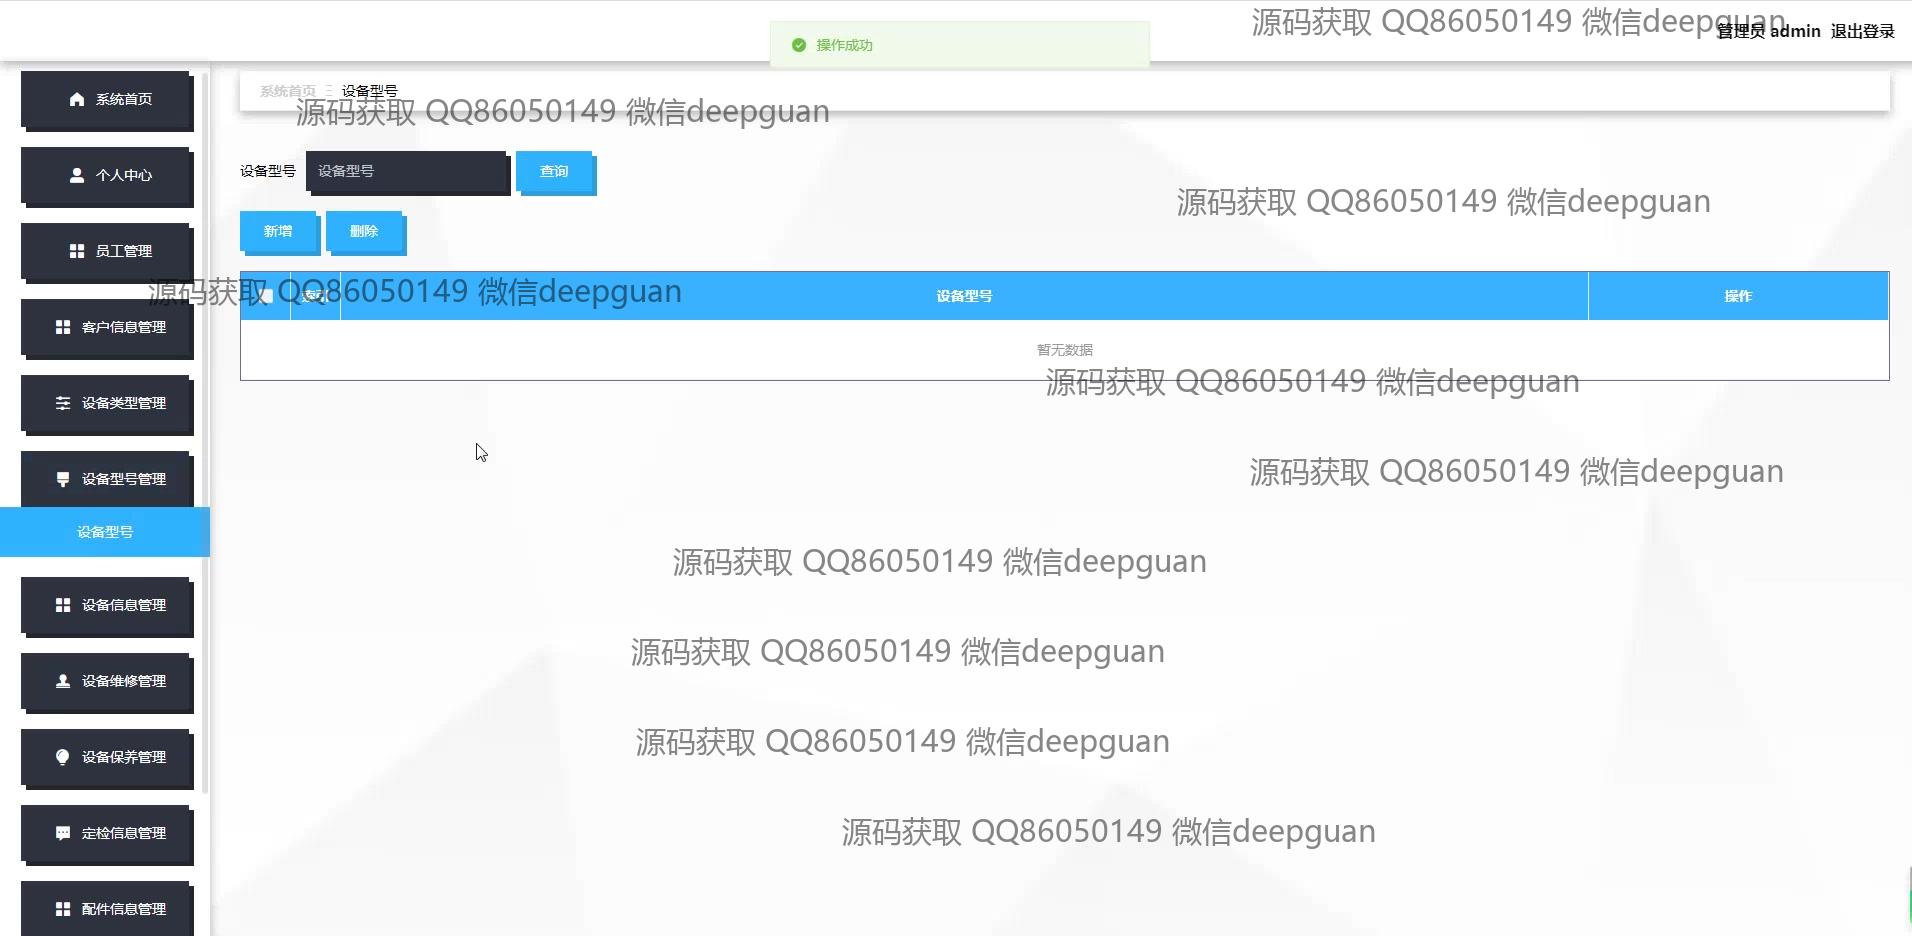 操作成功
源码获取 QQ86050149 微信deepguan
管理员 admin 退出登录
系统首页
个人中心
员工管理
客户信息管理
设备类型管理
设备型号管理
设备型号
设备信息管理
设备维修管理
设备保养管理
定检信息管理
配件信息管理
系统首页 设备型号
源码获取 QQ86050149 微信deepguan
设备型号 设备型号 查询
源码获取 QQ86050149 微信deepguan
新增 删除
源码获取 QQ86050149 微信deepguan
索引 设备型号 操作
暂无数据
源码获取 QQ86050149 微信deepguan
源码获取 QQ86050149 微信deepguan
源码获取 QQ86050149 微信deepguan
源码获取 QQ86050149 微信deepguan
源码获取 QQ86050149 微信deepguan
源码获取 QQ86050149 微信deepguan